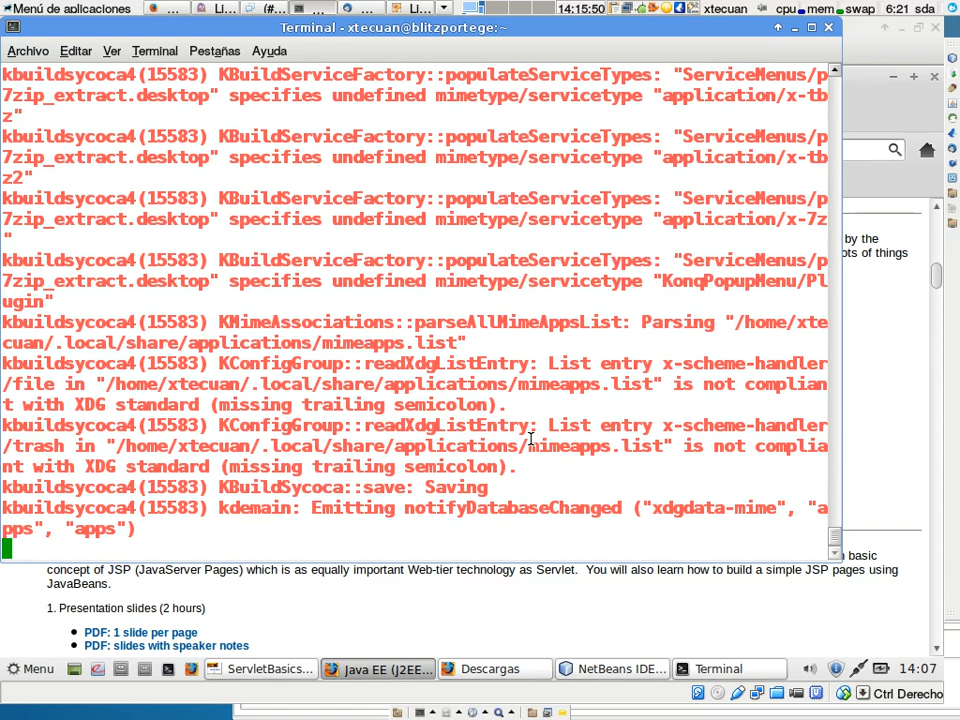 Menú de aplicaciones
...
Li...
(#...
...
...
...
Li...
14:15:50
xtecuan
cpu
mem
swap
6:21 sda
Terminal - xtecuan@blitzportege:~
Archivo Editar Ver Terminal Pestañas Ayuda
kbuildsycoca4(15583) KBuildServiceFactory::populateServiceTypes: "ServiceMenus/p
7zip_extract.desktop" specifies undefined mimetype/servicetype "application/x-tb
z"
kbuildsycoca4(15583) KBuildServiceFactory::populateServiceTypes: "ServiceMenus/p
7zip_extract.desktop" specifies undefined mimetype/servicetype "application/x-tb
z2"
kbuildsycoca4(15583) KBuildServiceFactory::populateServiceTypes: "ServiceMenus/p
7zip_extract.desktop" specifies undefined mimetype/servicetype "application/x-7z
"
kbuildsycoca4(15583) KBuildServiceFactory::populateServiceTypes: "ServiceMenus/p
7zip_extract.desktop" specifies undefined mimetype/servicetype "KonqPopupMenu/Pl
ugin"
kbuildsycoca4(15583) KMimeAssociations::parseAllMimeAppsList: Parsing "/home/xte
cuan/.local/share/applications/mimeapps.list"
kbuildsycoca4(15583) KConfigGroup::readXdgListEntry: List entry x-scheme-handler
/file in "/home/xtecuan/.local/share/applications/mimeapps.list" is not complian
t with XDG standard (missing trailing semicolon).
kbuildsycoca4(15583) KConfigGroup::readXdgListEntry: List entry x-scheme-handler
/trash in "/home/xtecuan/.local/share/applications/mimeapps.list" is not complia
nt with XDG standard (missing trailing semicolon).
kbuildsycoca4(15583) KBuildSycoca::save: Saving
kbuildsycoca4(15583) kdemain: Emitting notifyDatabaseChanged ("xdgdata-mime", "a
pps", "apps")
by the
ots of things
n basic
concept of JSP (JavaServer Pages) which is as equally important Web-tier technology as Servlet. You will also learn how to build a simple JSP pages using
JavaBeans.
1. Presentation slides (2 hours)
PDF: 1 slide per page
PDF: slides with speaker notes
Menu
ServletBasics...
Java EE (J2EE...
Descargas
NetBeans IDE...
Terminal
14:07
Ctrl Derecho